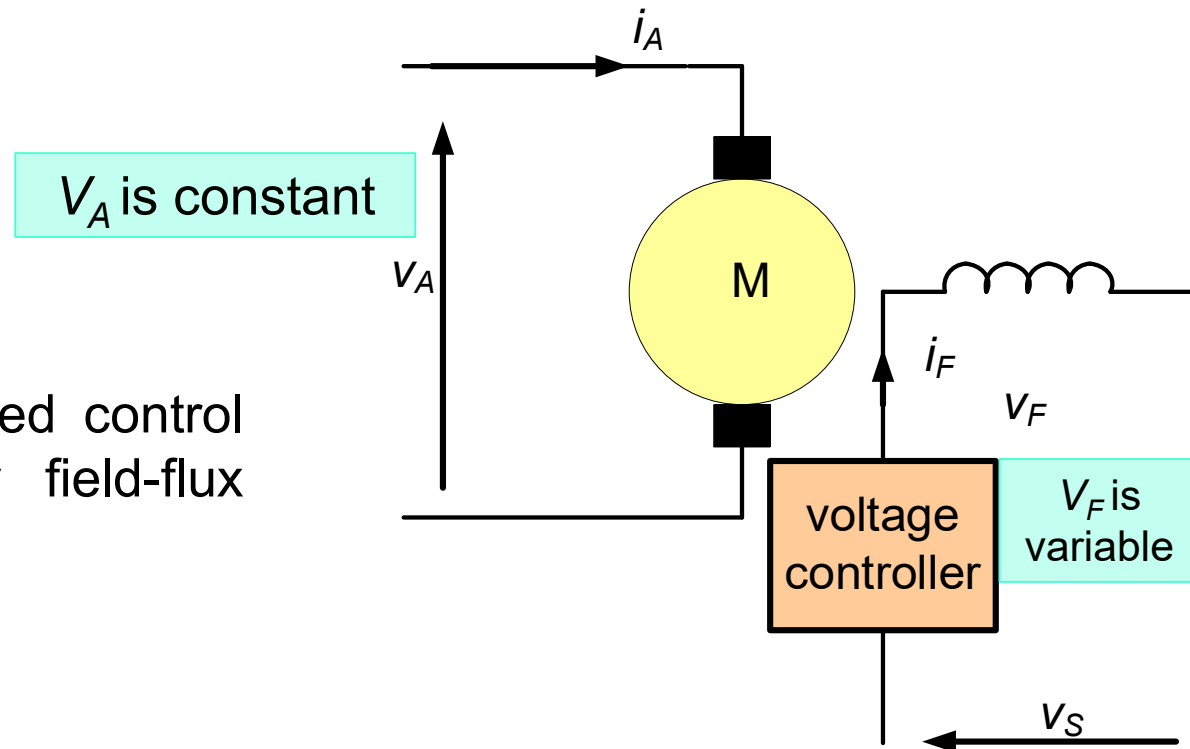 i_A
V_A is constant
v_A
M
i_F
v_F
ed control
field-flux
voltage
controller
V_F is
variable
v_S